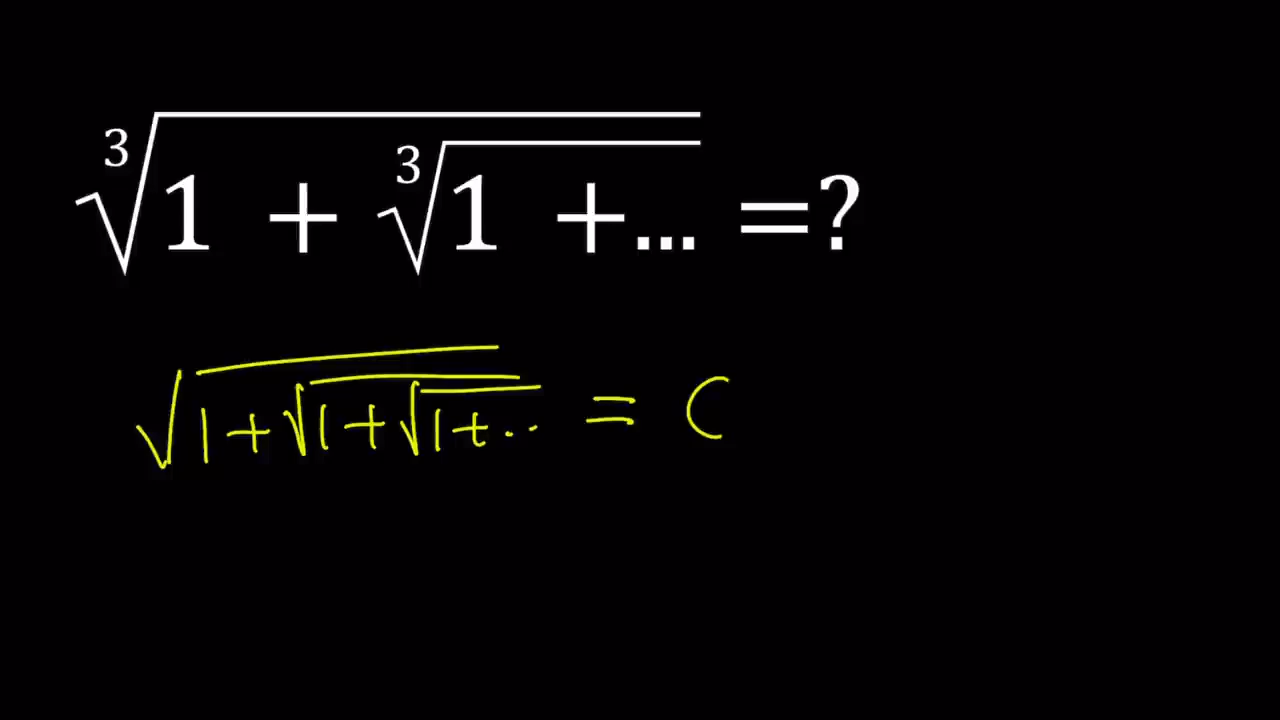 ∛(1 + ∛(1 +...)) =?
√(1+√(1+√(1+.. = C